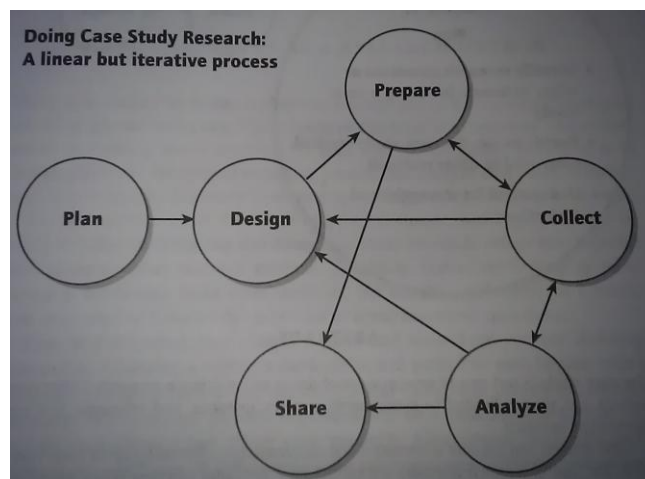 Doing Case Study Research:
A linear but iterative process
Prepare
Plan
Design
Collect
Share
Analyze